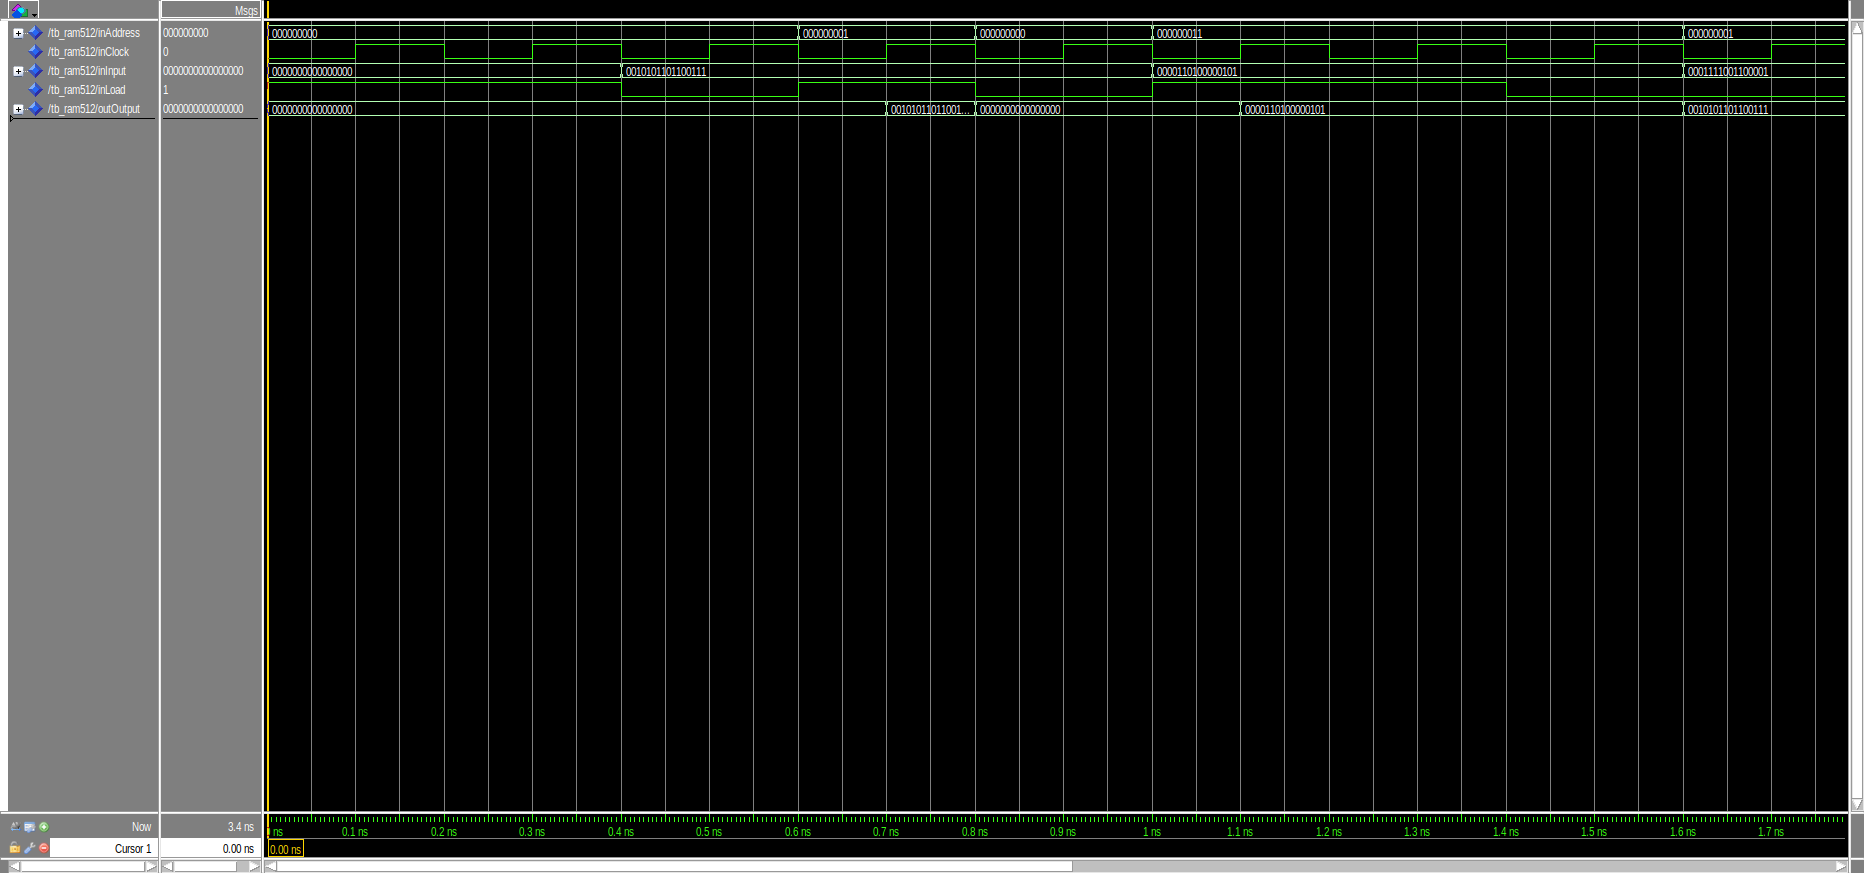 Msgs
/tb_ram512/inAddress 000000000 000000000 000000001 000000000 000000011 000000001
/tb_ram512/inClock 0
/tb_ram512/inInput 0000000000000000 0000000000000000 0010101101100111 0000110100000101 0001111001100001
/tb_ram512/inLoad 1
/tb_ram512/outOutput 0000000000000000 0000000000000000 00101011011001... 0000000000000000 0000110100000101 0010101101100111
Now 3.4 ns ns 0.1 ns 0.2 ns 0.3 ns 0.4 ns 0.5 ns 0.6 ns 0.7 ns 0.8 ns 0.9 ns 1 ns 1.1 ns 1.2 ns 1.3 ns 1.4 ns 1.5 ns 1.6 ns 1.7 ns
Cursor 1 0.00 ns 0.00 ns